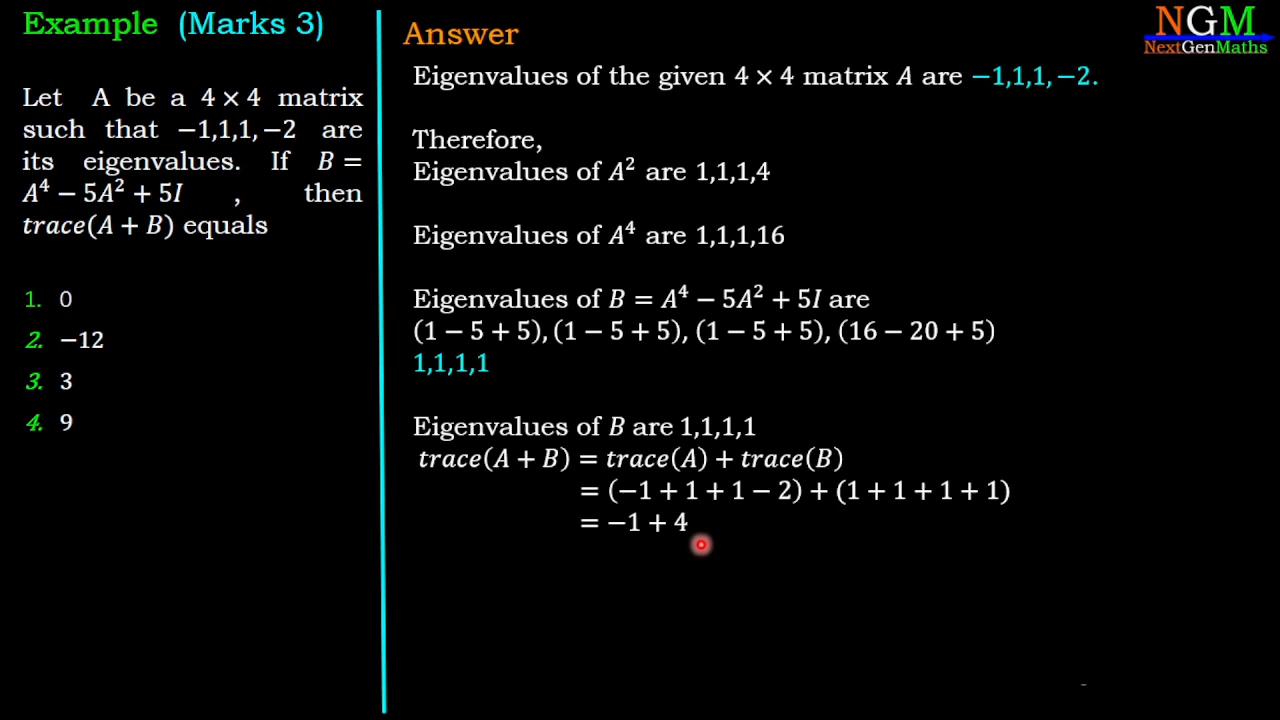 Example (Marks 3)
Let A be a 4 × 4 matrix
such that −1,1,1,−2 are
its eigenvalues. If B =
A⁴ − 5A² + 5I , then
trace(A + B) equals
1. 0
2. −12
3. 3
4. 9
Answer
Eigenvalues of the given 4 × 4 matrix A are −1,1,1,−2.
Therefore,
Eigenvalues of A² are 1,1,1,4
Eigenvalues of A⁴ are 1,1,1,16
Eigenvalues of B = A⁴ − 5A² + 5I are
(1 − 5 + 5), (1 − 5 + 5), (1 − 5 + 5), (16 − 20 + 5)
1,1,1,1
Eigenvalues of B are 1,1,1,1
trace(A + B) = trace(A) + trace(B)
= (−1 + 1 + 1 − 2) + (1 + 1 + 1 + 1)
= −1 + 4
NGM
NextGenMaths